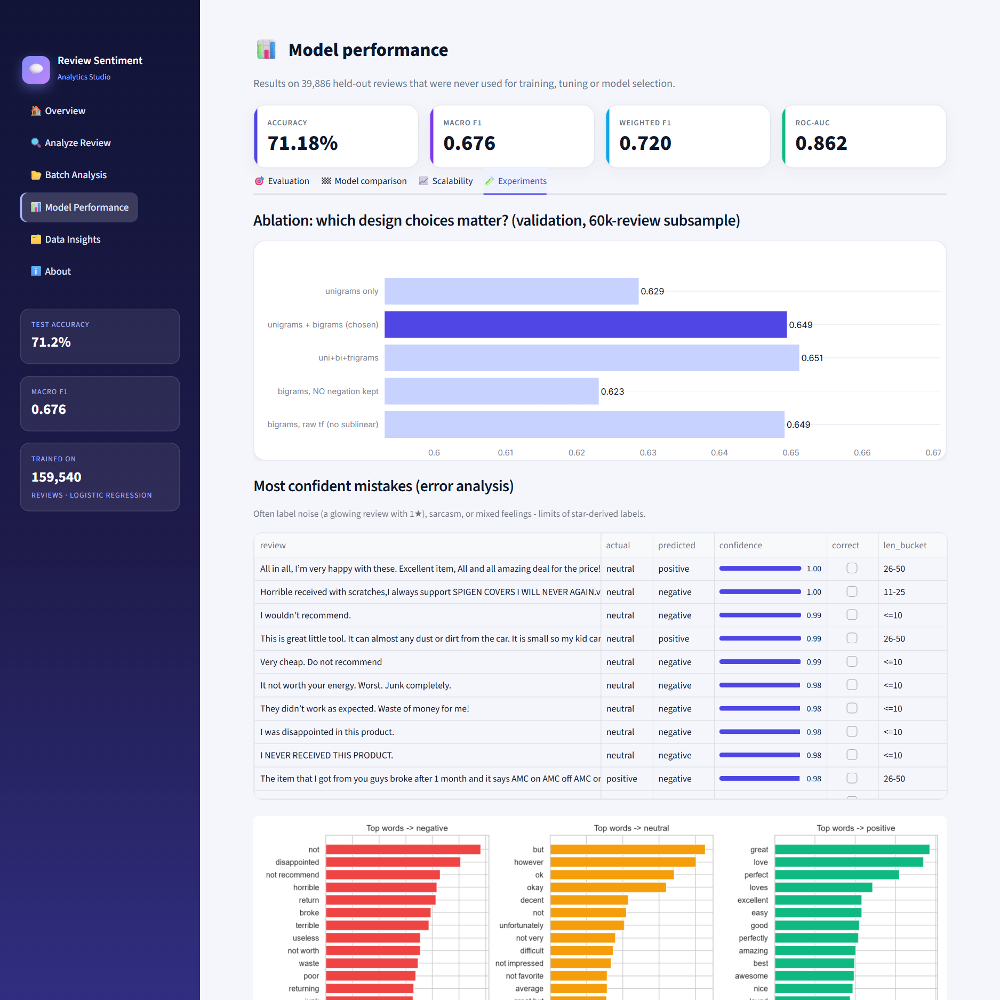 Review Sentiment
Analytics Studio
Overview
Analyze Review
Batch Analysis
Model Performance
Data Insights
About
TEST ACCURACY
71.2%
MACRO F1
0.676
TRAINED ON
159,540
REVIEWS · LOGISTIC REGRESSION
Model performance
Results on 39,886 held-out reviews that were never used for training, tuning or model selection.
ACCURACY
71.18%
MACRO F1
0.676
WEIGHTED F1
0.720
ROC-AUC
0.862
Evaluation Model comparison Scalability Experiments
Ablation: which design choices matter? (validation, 60k-review subsample)
unigrams only 0.629
unigrams + bigrams (chosen) 0.649
uni+bi+trigrams 0.651
bigrams, NO negation kept 0.623
bigrams, raw tf (no sublinear) 0.649
0.6 0.61 0.62 0.63 0.64 0.65 0.66 0.67
Most confident mistakes (error analysis)
Often label noise (a glowing review with 1★), sarcasm, or mixed feelings - limits of star-derived labels.
review actual predicted confidence correct len_bucket
All in all, I’m very happy with these. Excellent item, All and all amazing deal for the price! neutral positive 1.00 26-50
Horrible received with scratches,I always support SPIGEN COVERS I WILL NEVER AGAIN.v neutral negative 1.00 11-25
I wouldn't recommend. neutral negative 0.99 <=10
This is great little tool. It can almost any dust or dirt from the car. It is small so my kid car neutral positive 0.99 26-50
Very cheap. Do not recommend neutral negative 0.99 <=10
It not worth your energy. Worst. Junk completely. neutral negative 0.98 <=10
They didn’t work as expected. Waste of money for me! neutral negative 0.98 <=10
I was disappointed in this product. neutral negative 0.98 <=10
I NEVER RECEIVED THIS PRODUCT. neutral negative 0.98 <=10
The item that I got from you guys broke after 1 month and it says AMC on AMC off AMC or positive negative 0.98 26-50
Top words -> negative
not
disappointed
not recommend
horrible
return
broke
terrible
useless
not worth
waste
poor
returning
Top words -> neutral
but
however
ok
okay
decent
not
unfortunately
not very
difficult
not impressed
not favorite
average
Top words -> positive
great
love
perfect
loves
excellent
easy
good
perfectly
amazing
best
awesome
nice